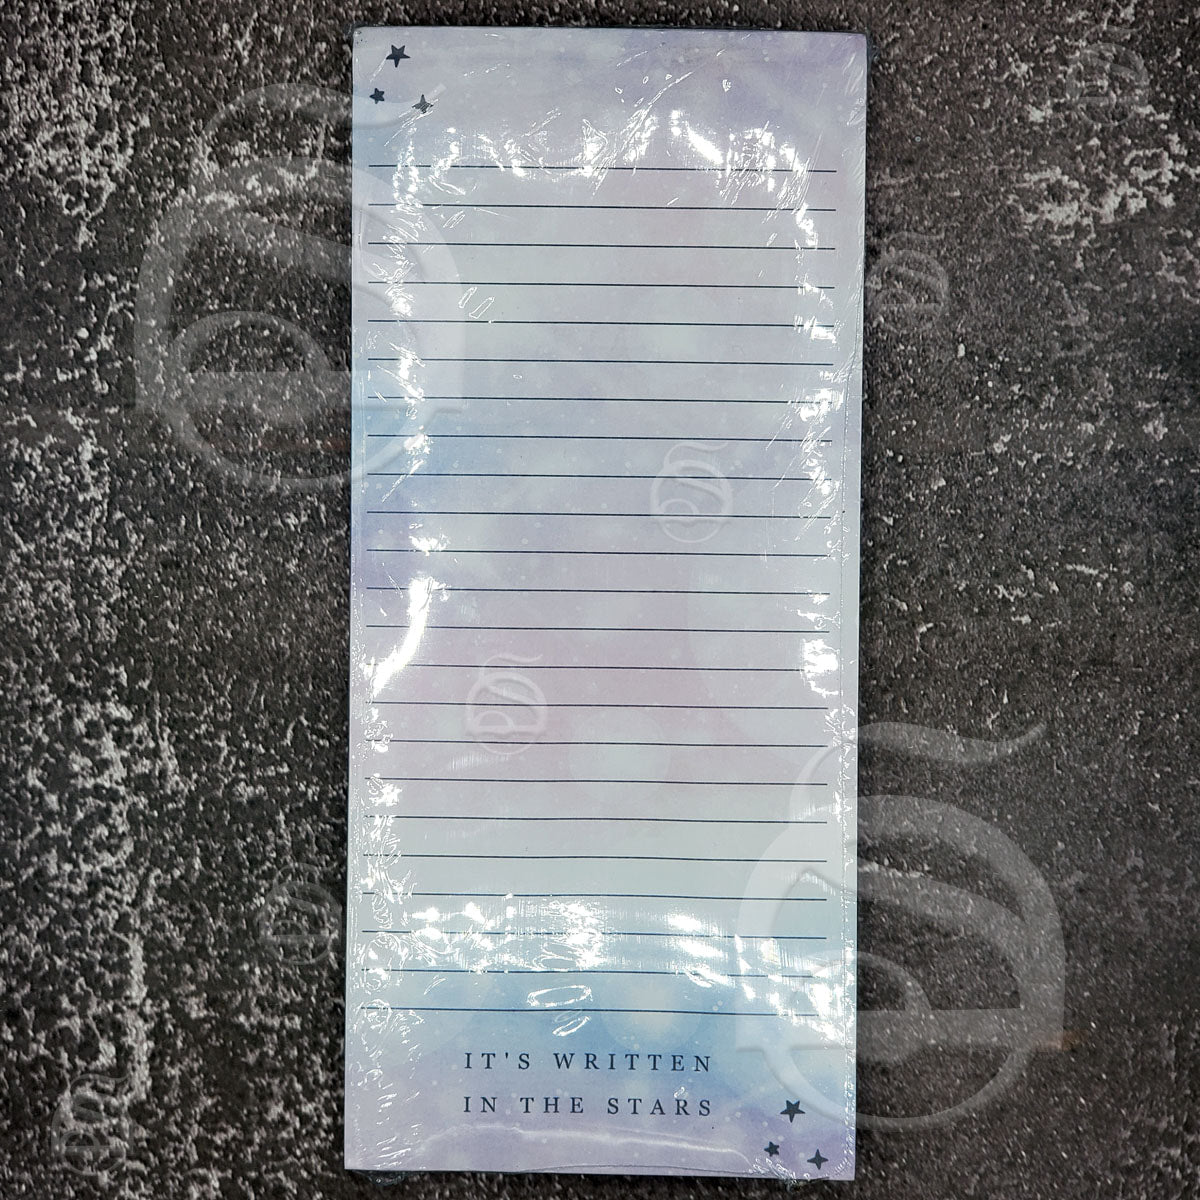 IT'S WRITTEN
IN THE STARS